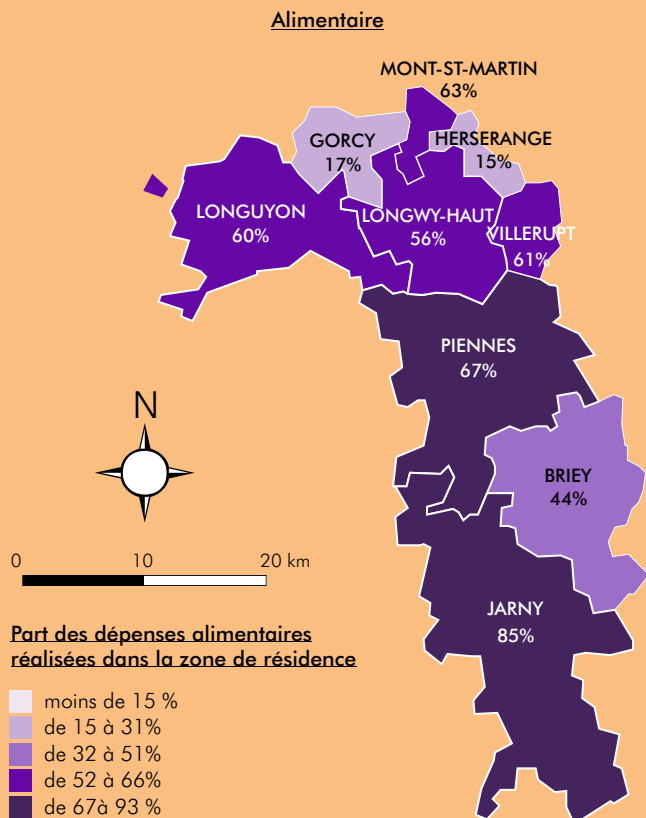 Alimentaire
MONT-ST-MARTIN
63%
GORCY
17%
HERSERANGE
15%
LONGUYON
60%
LONGWY-HAUT
56%
VILLERUPT
61%
PIENNES
67%
N
BRIEY
44%
0 10 20 km
JARNY
85%
Part des dépenses alimentaires
réalisées dans la zone de résidence
moins de 15 %
de 15 à 31%
de 32 à 51%
de 52 à 66%
de 67à 93 %